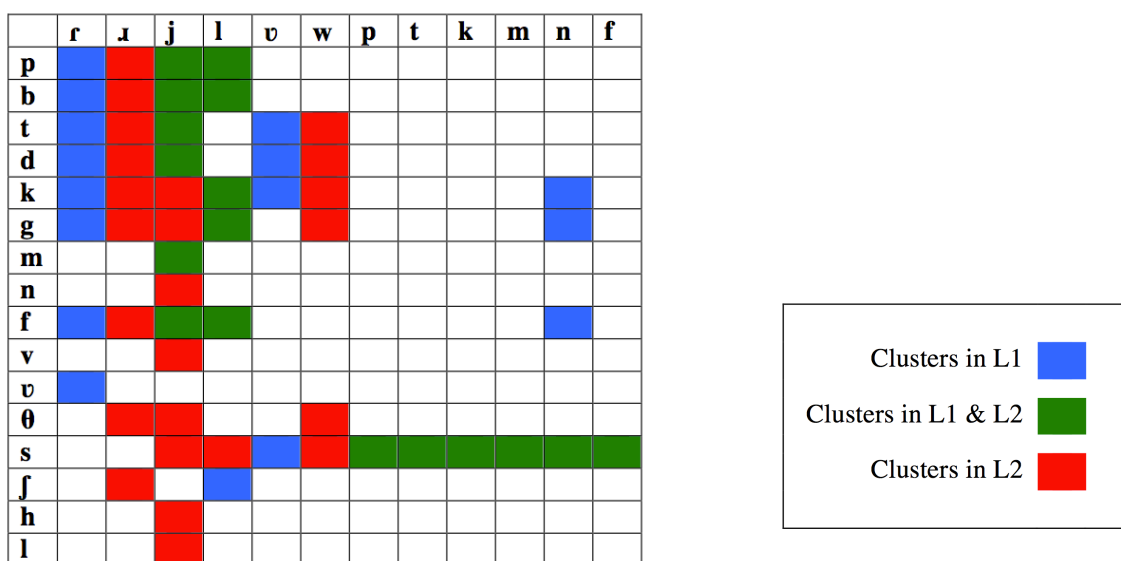 ɾ ɹ j l ʋ w p t k m n f
p
b
t
d
k
g
m
n
f
v
ʋ
θ
s
ʃ
h
l
Clusters in L1
Clusters in L1 & L2
Clusters in L2